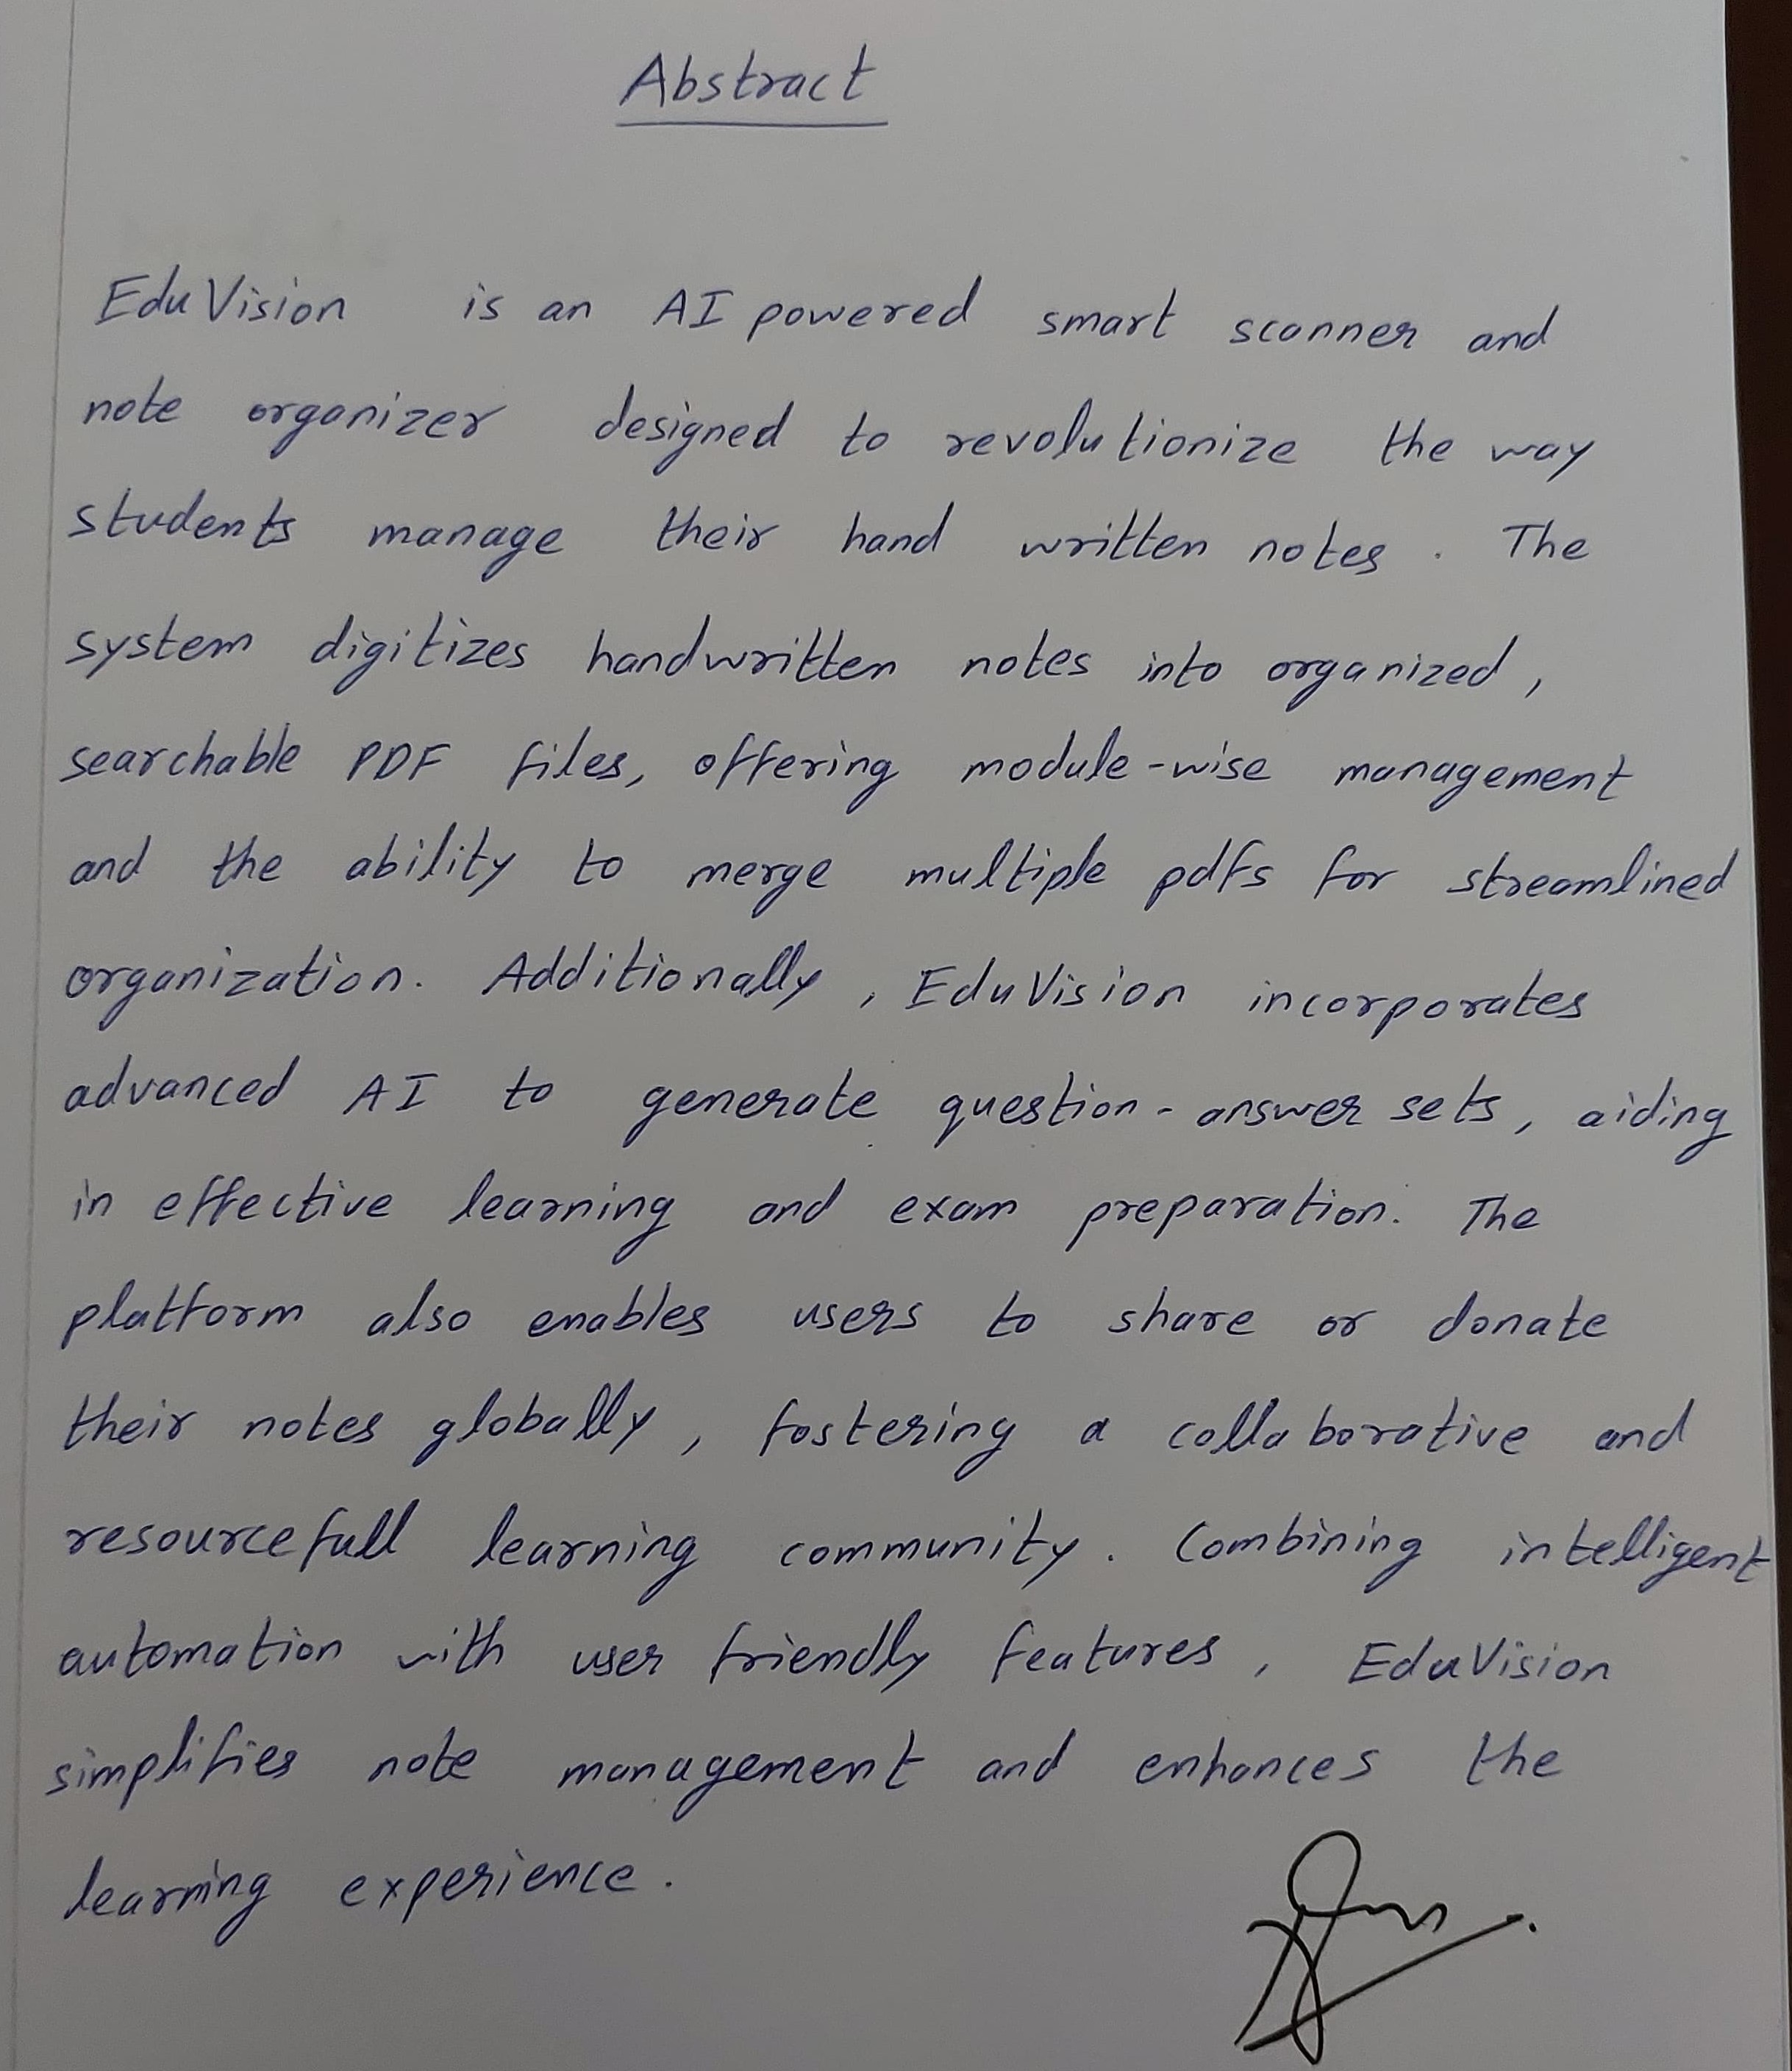 Abstract
EduVision is an AI powered smart scanner and
note organizer designed to revolutionize the way
students manage their hand written notes . The
system digitizes handwritten notes into organized ,
searchable PDF files, offering module-wise management
and the ability to merge multiple pdfs for streamlined
organization. Additionally , EduVision incorporates
advanced AI to generate question-answer sets, aiding
in effective learning and exam preparation. The
platform also enables users to share or donate
their notes globally , fostering a collaborative and
resourcefull learning community . Combining intelligent
automation with user friendly features , EduVision
simplifies note management and enhances the
learning experience .